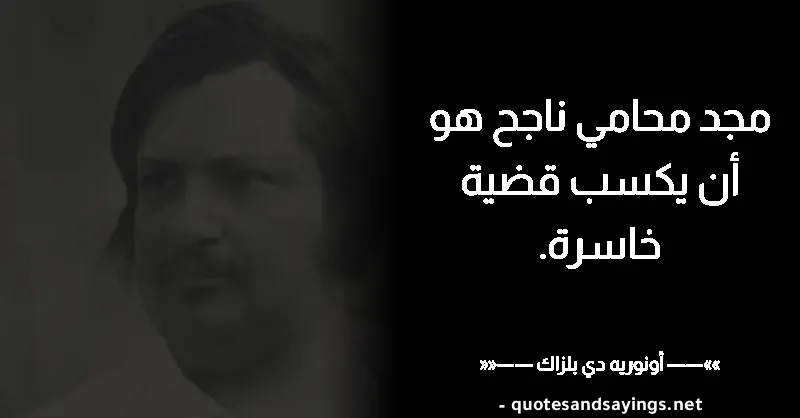 مجد محامي ناجح هو
أن يكسب قضية
خاسرة.
»»—— أونوريه دي بلزاك ——««
- quotesandsayings.net